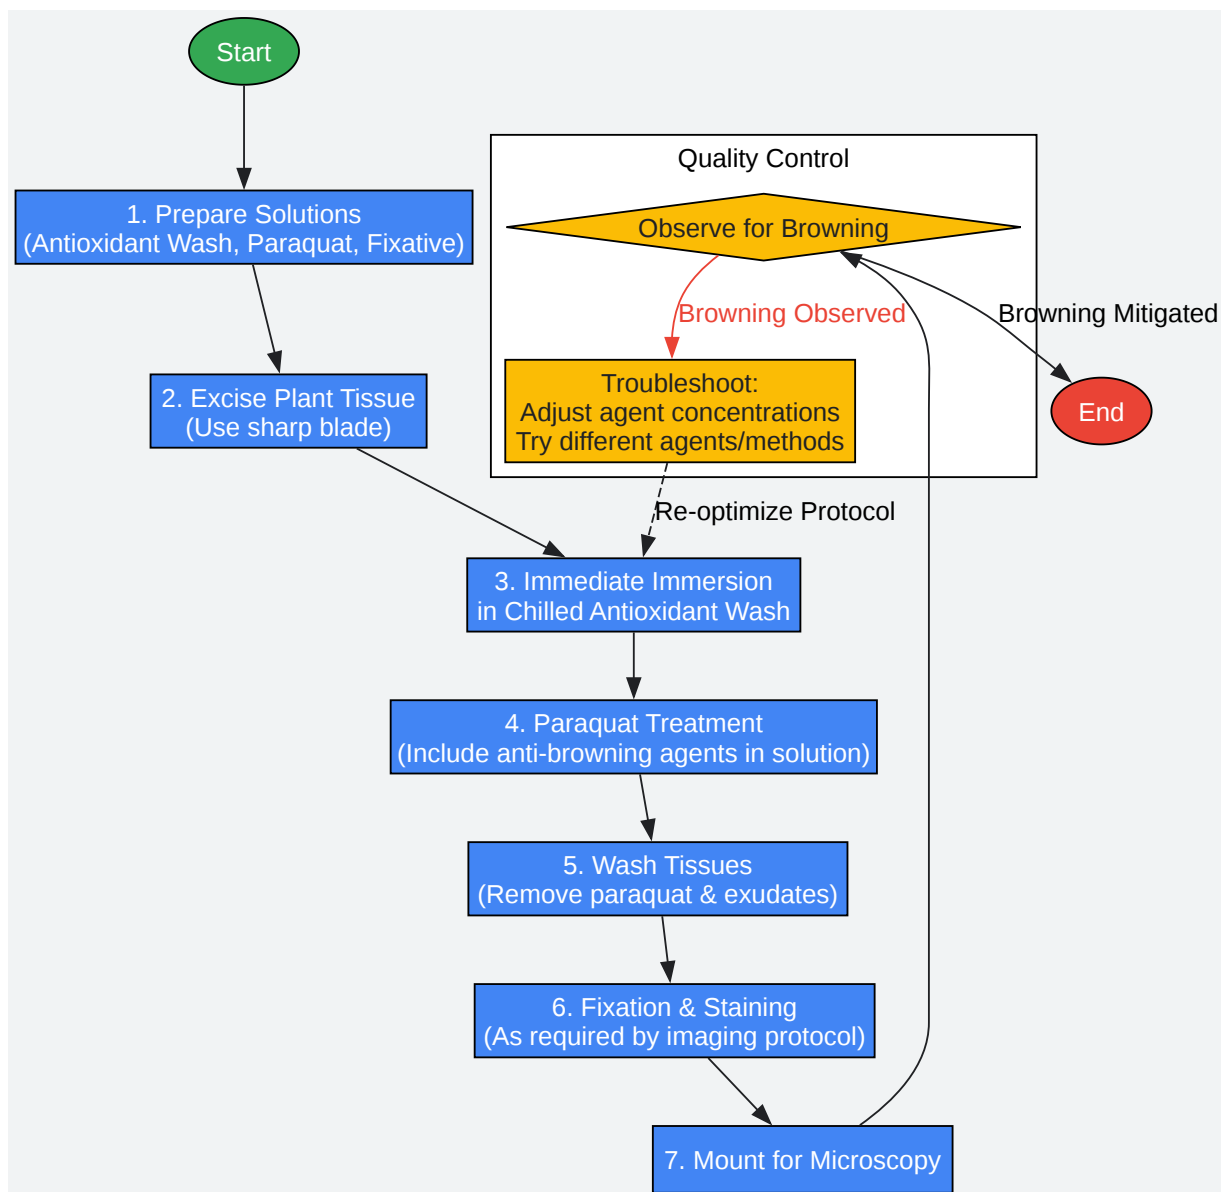 Start
1. Prepare Solutions
(Antioxidant Wash, Paraquat, Fixative)
2. Excise Plant Tissue
(Use sharp blade)
Quality Control
Observe for Browning
Browning Observed
Browning Mitigated
Troubleshoot:
Adjust agent concentrations
Try different agents/methods
End
Re-optimize Protocol
3. Immediate Immersion
in Chilled Antioxidant Wash
4. Paraquat Treatment
(Include anti-browning agents in solution)
5. Wash Tissues
(Remove paraquat & exudates)
6. Fixation & Staining
(As required by imaging protocol)
7. Mount for Microscopy